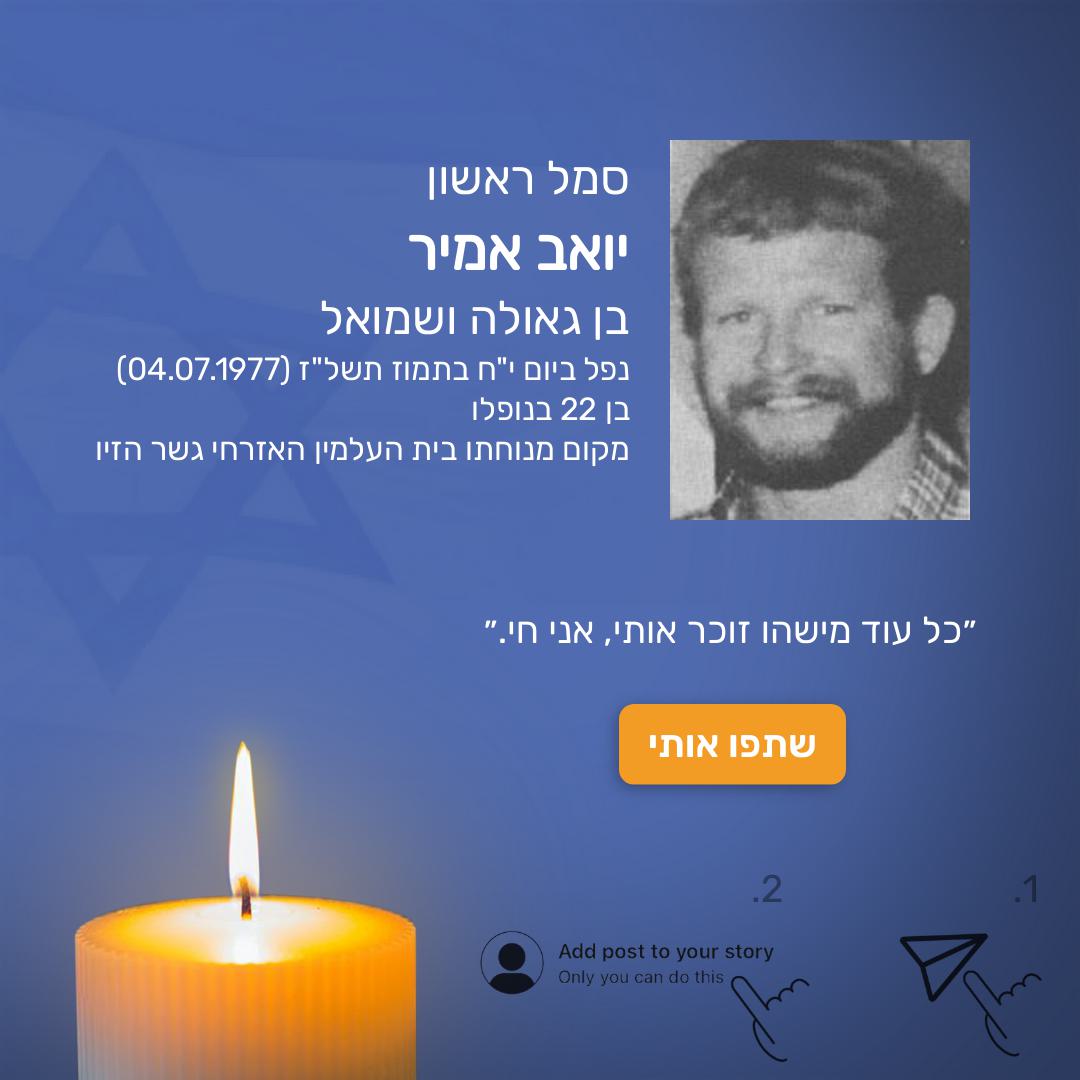 סמל ראשון
יואב אמיר
בן גאולה ושמואל
נפל ביום י"ח בתמוז תשל"ז (04.07.1977)
בן 22 בנופלו
מקום מנוחתו בית העלמין האזרחי גשר הזיו
״כל עוד מישהו זוכר אותי, אני חי.״
שתפו אותי
1.
2.
Add post to your story
Only you can do this